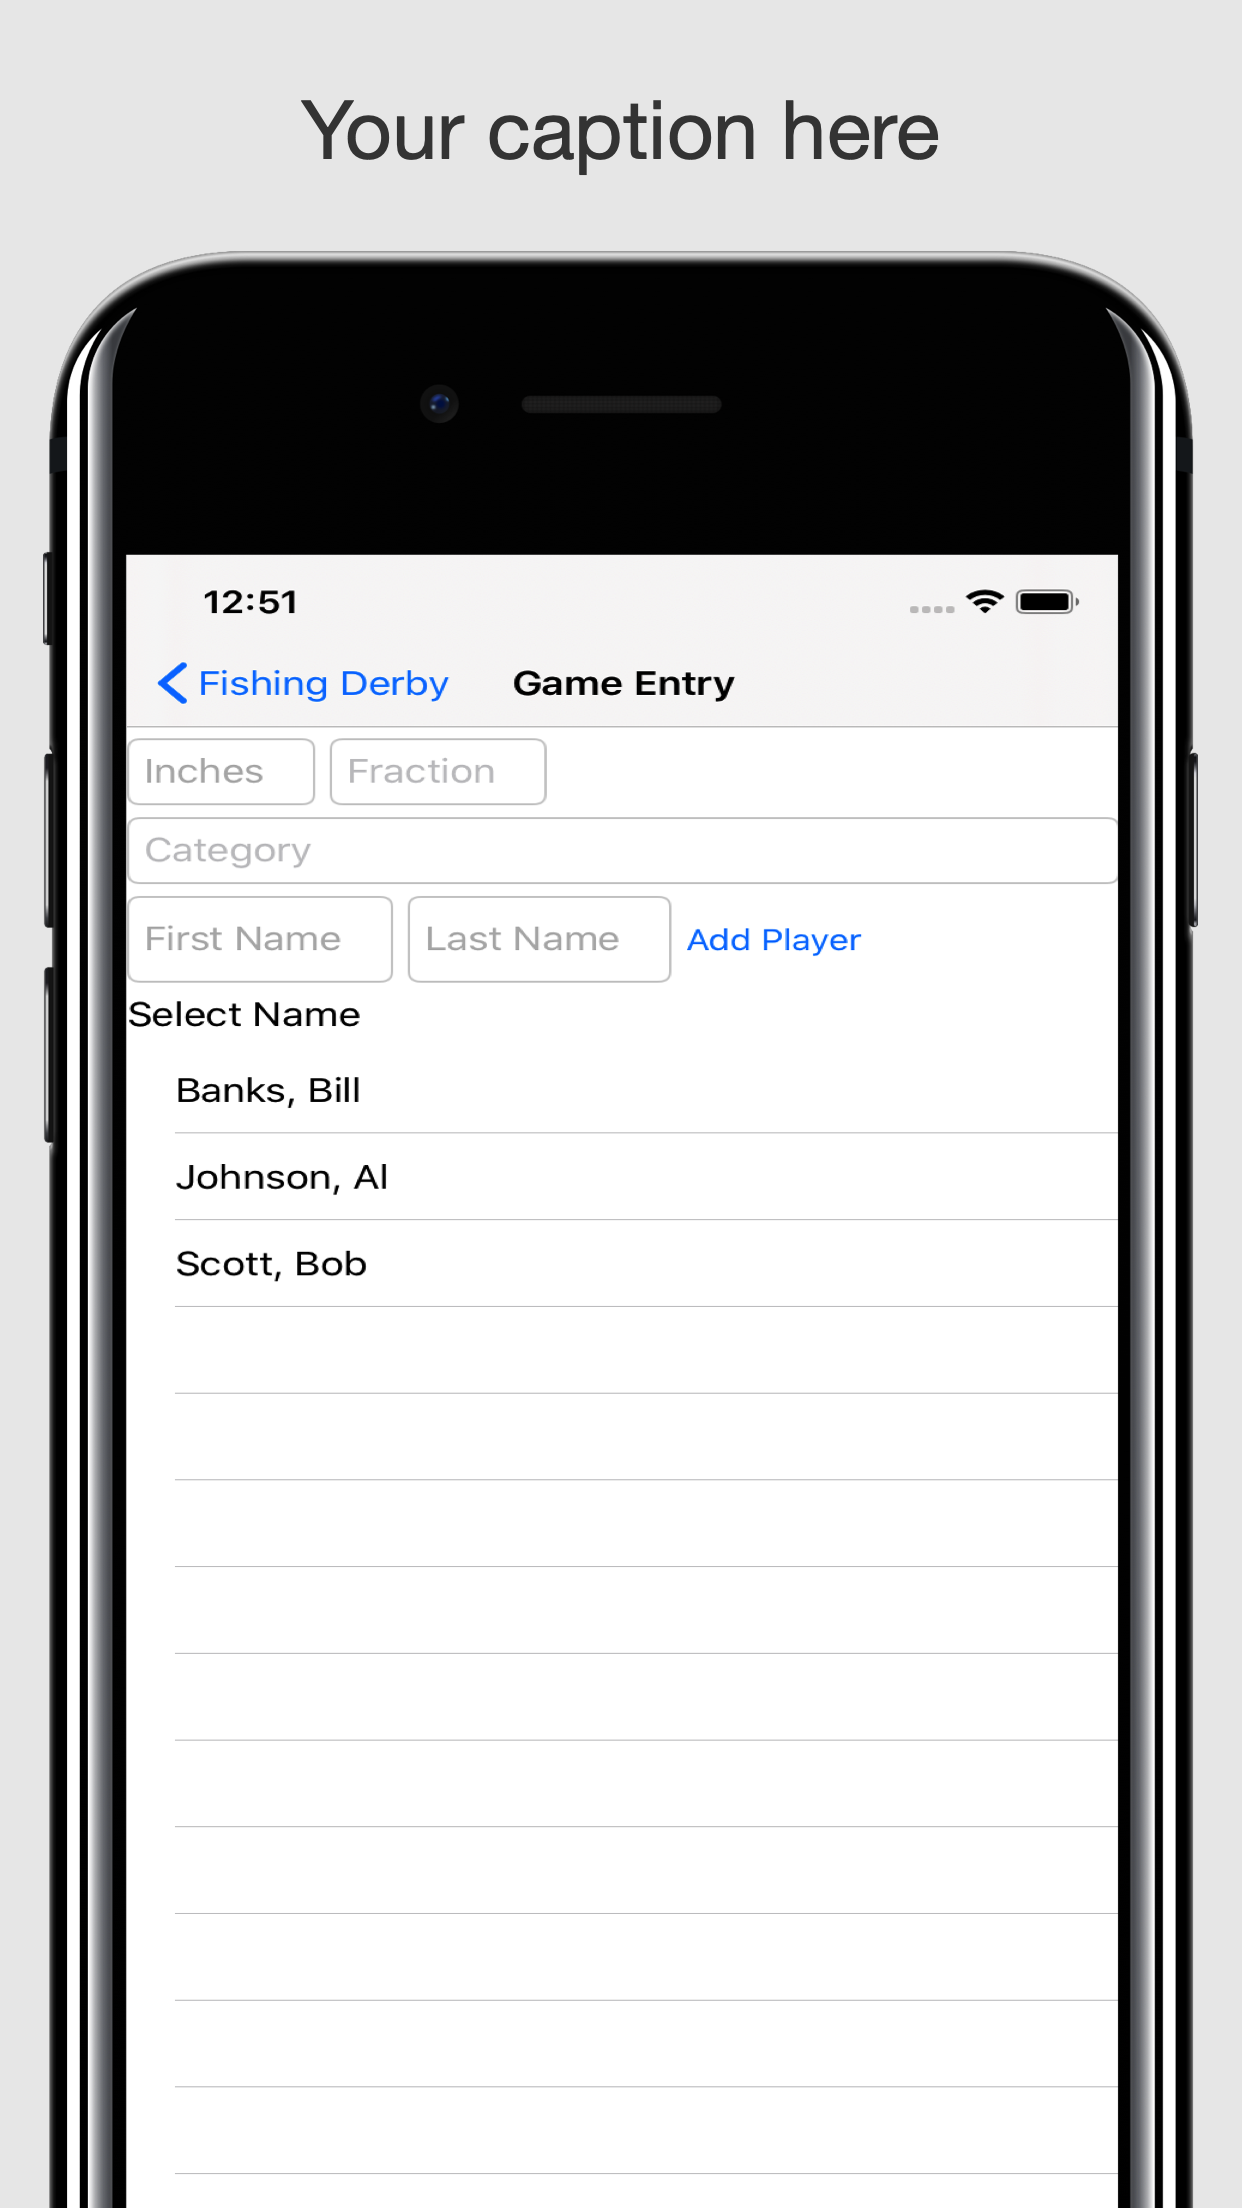 Your caption here
12:51
Fishing Derby Game Entry
Inches Fraction
Category
First Name Last Name Add Player
Select Name
Banks, Bill
Johnson, Al
Scott, Bob